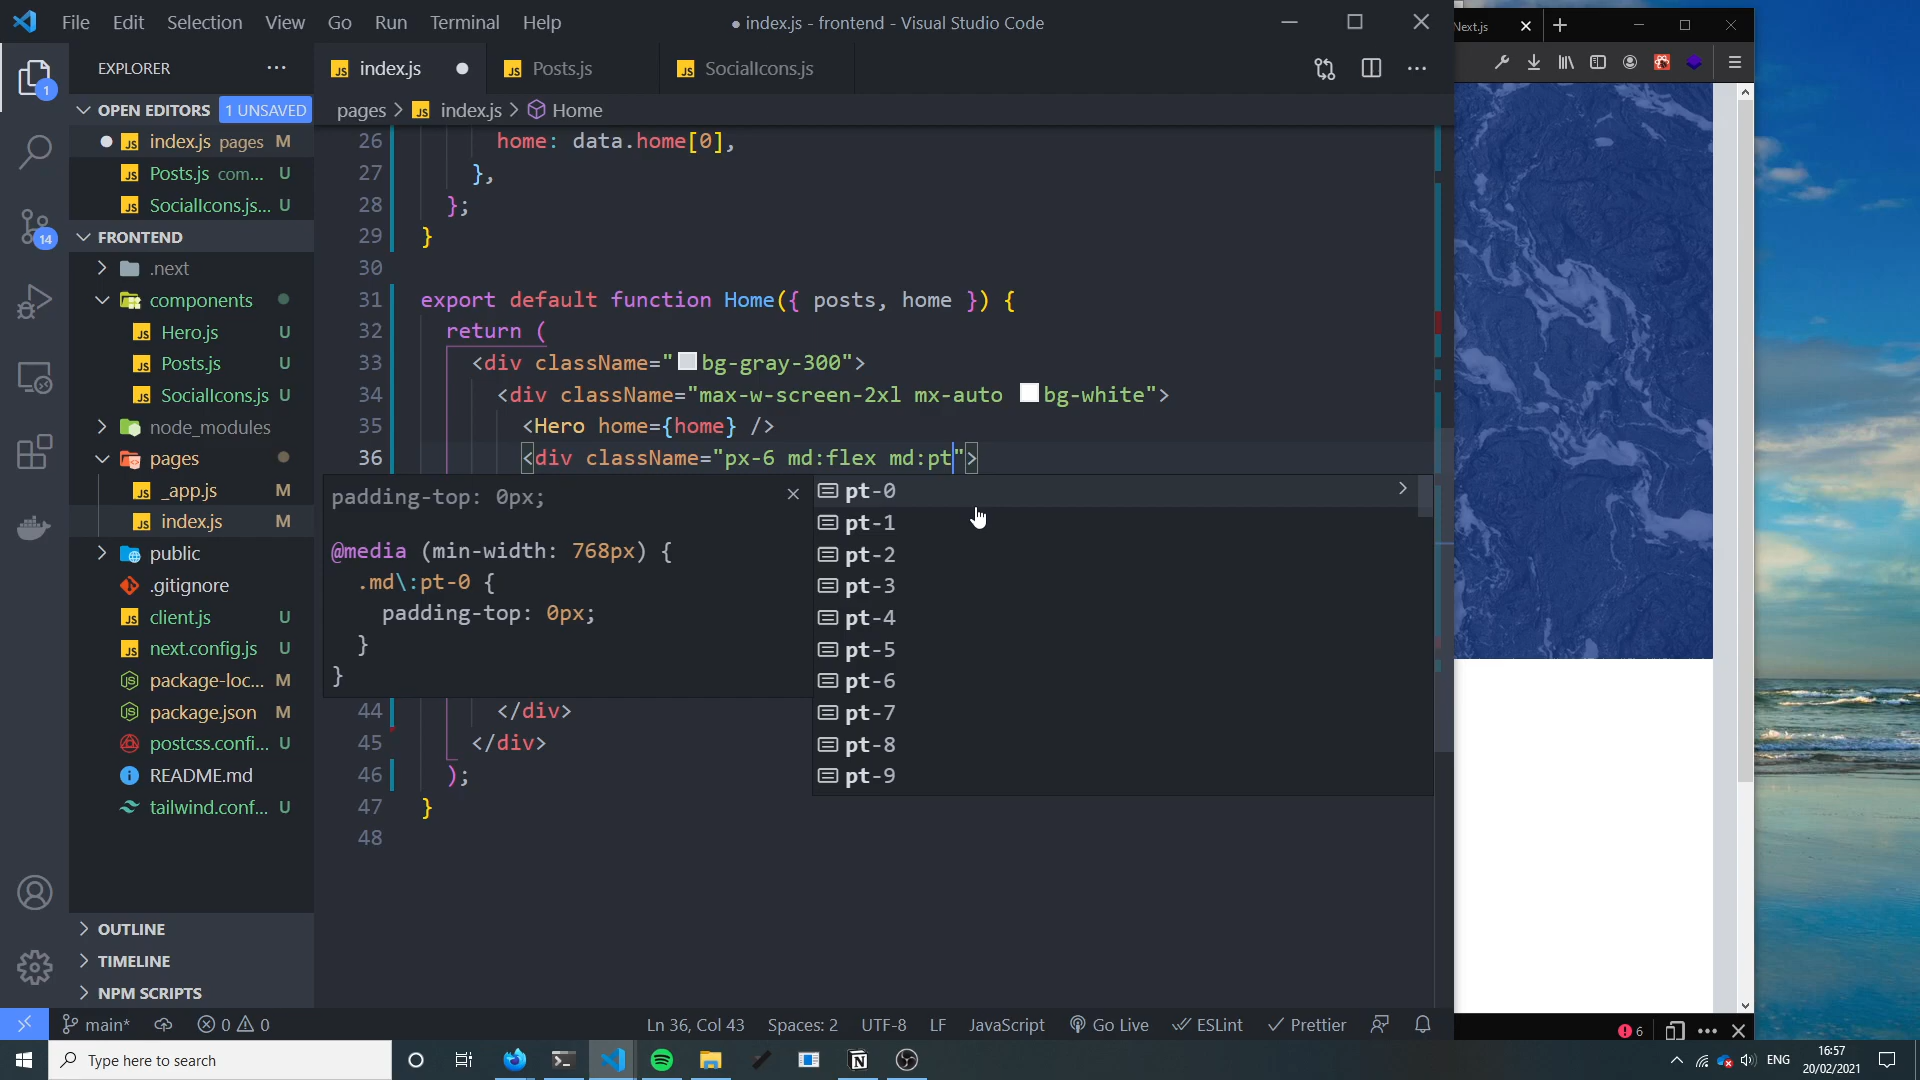 File Edit Selection View Go Run Terminal Help
● index.js - frontend - Visual Studio Code
Next.js
EXPLORER
index.js
Posts.js
SocialIcons.js
OPEN EDITORS 1 UNSAVED
pages > index.js > Home
index.js pages M
Posts.js com... U
SocialIcons.js... U
FRONTEND
.next
components
Hero.js U
Posts.js U
SocialIcons.js U
node_modules
pages
_app.js M
index.js M
public
.gitignore
client.js U
next.config.js U
package-loc... M
package.json M
postcss.confi... U
README.md
tailwind.conf... U
OUTLINE
TIMELINE
NPM SCRIPTS
1
14
26 home: data.home[0],
27 },
28 };
29 }
30
31 export default function Home({ posts, home }) {
32 return (
33 <div className="bg-gray-300">
34 <div className="max-w-screen-2xl mx-auto bg-white">
35 <Hero home={home} />
36 <div className="px-6 md:flex md:pt">
padding-top: 0px;
@media (min-width: 768px) {
.md\:pt-0 {
padding-top: 0px;
}
}
pt-0
pt-1
pt-2
pt-3
pt-4
pt-5
pt-6
pt-7
pt-8
pt-9
44 </div>
45 </div>
46 );
47 }
48
main* 0 0
Ln 36, Col 43 Spaces: 2 UTF-8 LF JavaScript Go Live ESLint Prettier
6
Type here to search
ENG
16:57
20/02/2021